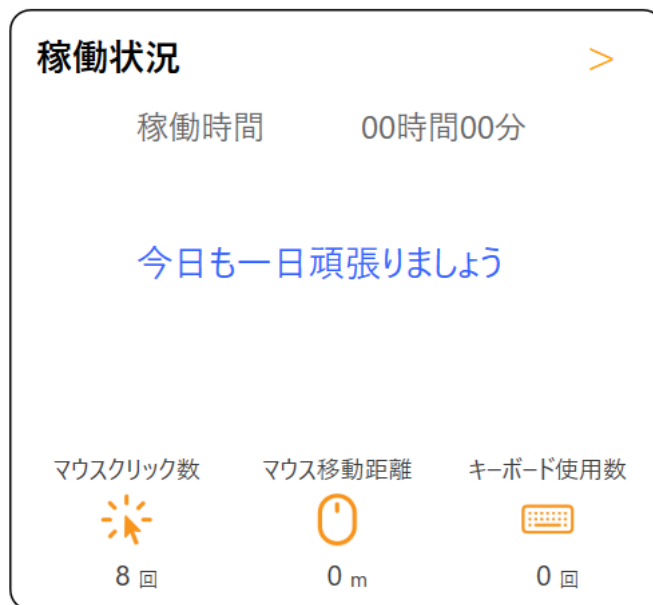 稼働状況 >
稼働時間 00時間00分
今日も一日頑張りましょう
マウスクリック数 マウス移動距離 キーボード使用数
8 回 0 m 0 回